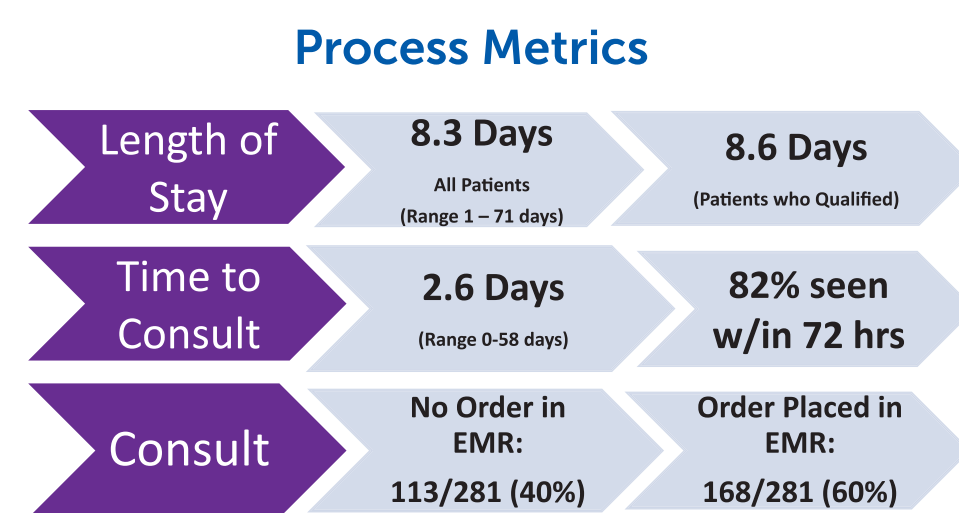 Process Metrics
Length of
Stay
8.3 Days
All Patients
(Range 1 – 71 days)
8.6 Days
(Patients who Qualified)
Time to
Consult
2.6 Days
(Range 0-58 days)
82% seen
w/in 72 hrs
Consult
No Order in
EMR:
113/281 (40%)
Order Placed in
EMR:
168/281 (60%)